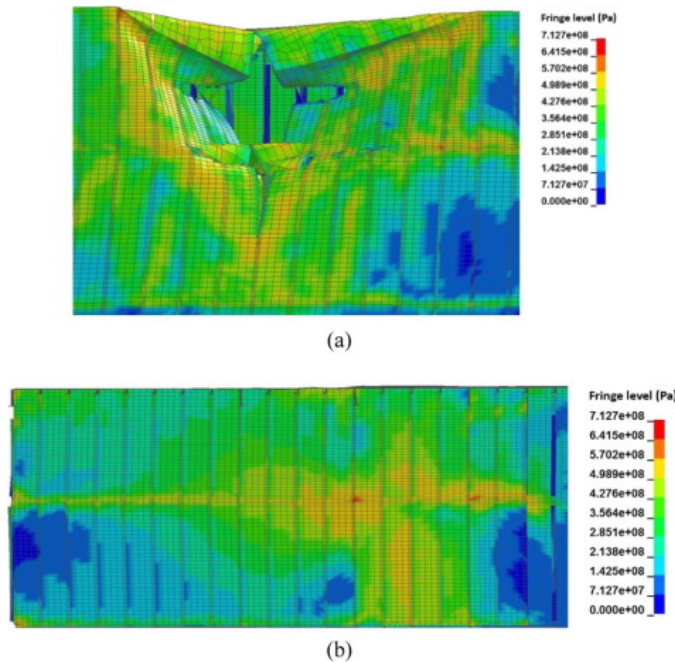 Fringe level (Pa)
7.127e+08
6.415e+08
5.702e+08
4.989e+08
4.276e+08
3.564e+08
2.851e+08
2.138e+08
1.425e+08
7.127e+07
0.000e+00
(a)
Fringe level (Pa)
7.127e+08
6.415e+08
5.702e+08
4.989e+08
4.276e+08
3.564e+08
2.851e+08
2.138e+08
1.425e+08
7.127e+07
0.000e+00
(b)